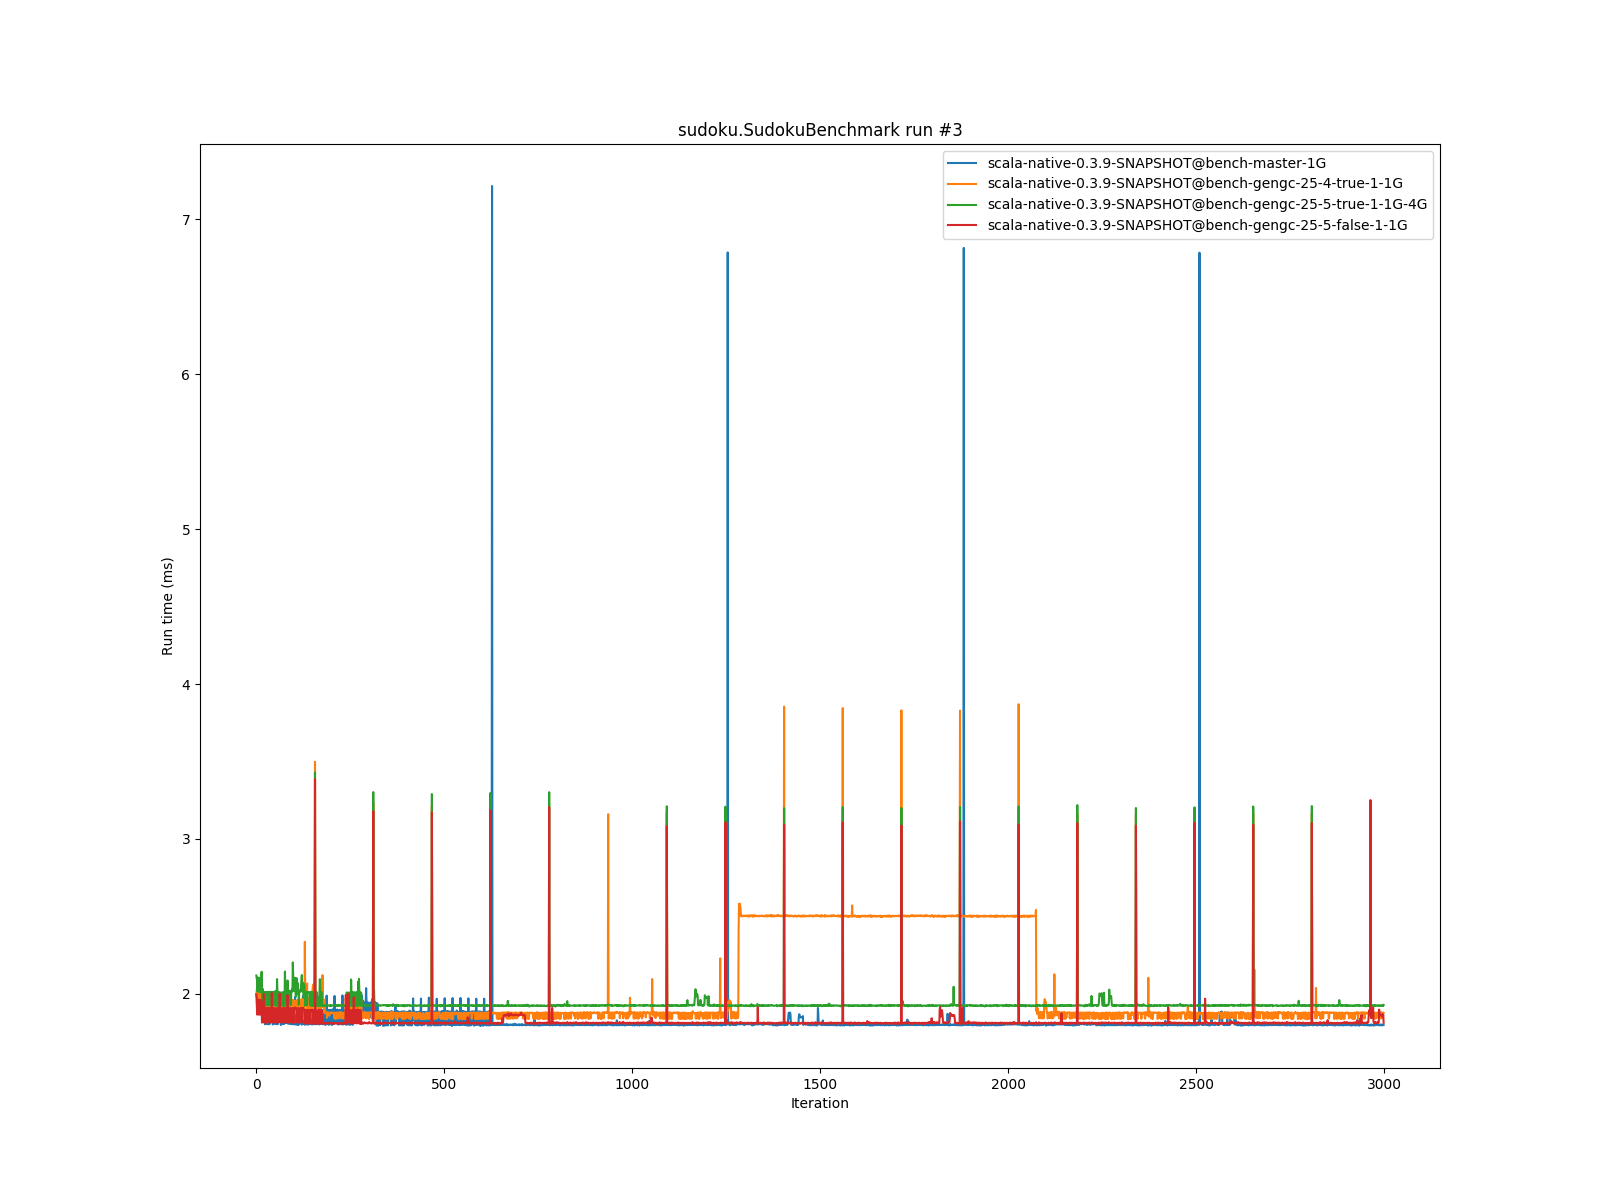 sudoku.SudokuBenchmark run #3
scala-native-0.3.9-SNAPSHOT@bench-master-1G
scala-native-0.3.9-SNAPSHOT@bench-gengc-25-4-true-1-1G
scala-native-0.3.9-SNAPSHOT@bench-gengc-25-5-true-1-1G-4G
scala-native-0.3.9-SNAPSHOT@bench-gengc-25-5-false-1-1G
7
6
5
4
3
2
Run time (ms)
0 500 1000 1500 2000 2500 3000
Iteration